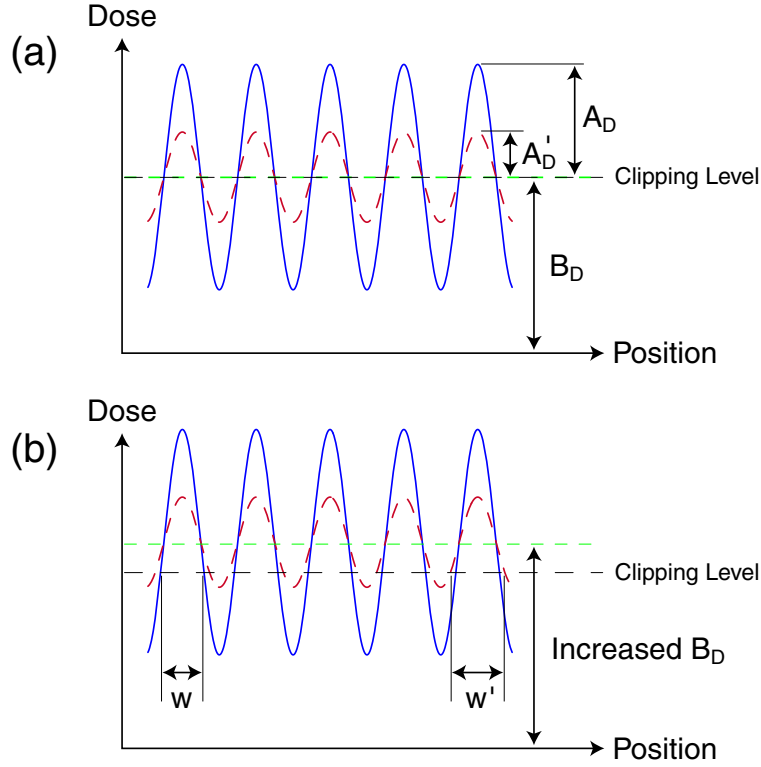 Dose
(a)
A_D
A_D'
Clipping Level
B_D
Position
Dose
(b)
Clipping Level
Increased B_D
w
w'
Position